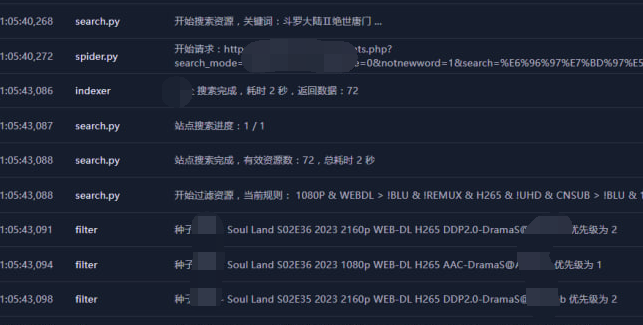 1:05:40,268 search.py 开始搜索资源，关键词：斗罗大陆Ⅱ绝世唐门 ...
1:05:40,272 spider.py 开始请求：http ets.php?
search_mode= e=0&notnewword=1&search=%E6%96%97%E7%BD%97%E5
1:05:43,086 indexer 搜索完成，耗时 2 秒，返回数据：72
1:05:43,087 search.py 站点搜索进度：1 / 1
1:05:43,088 search.py 站点搜索完成，有效资源数：72，总耗时 2 秒
1:05:43,088 search.py 开始过滤资源，当前规则： 1080P & WEBDL > !BLU & !REMUX & H265 & !UHD & CNSUB > !BLU & 1
1:05:43,091 filter 种子 Soul Land S02E36 2023 2160p WEB-DL H265 DDP2.0-DramaS@ 优先级为 2
1:05:43,094 filter 种子 Soul Land S02E36 2023 1080p WEB-DL H265 AAC-DramaS@ 优先级为 1
1:05:43,098 filter 种子 - Soul Land S02E35 2023 2160p WEB-DL H265 DDP2.0-DramaS@ b 优先级为 2